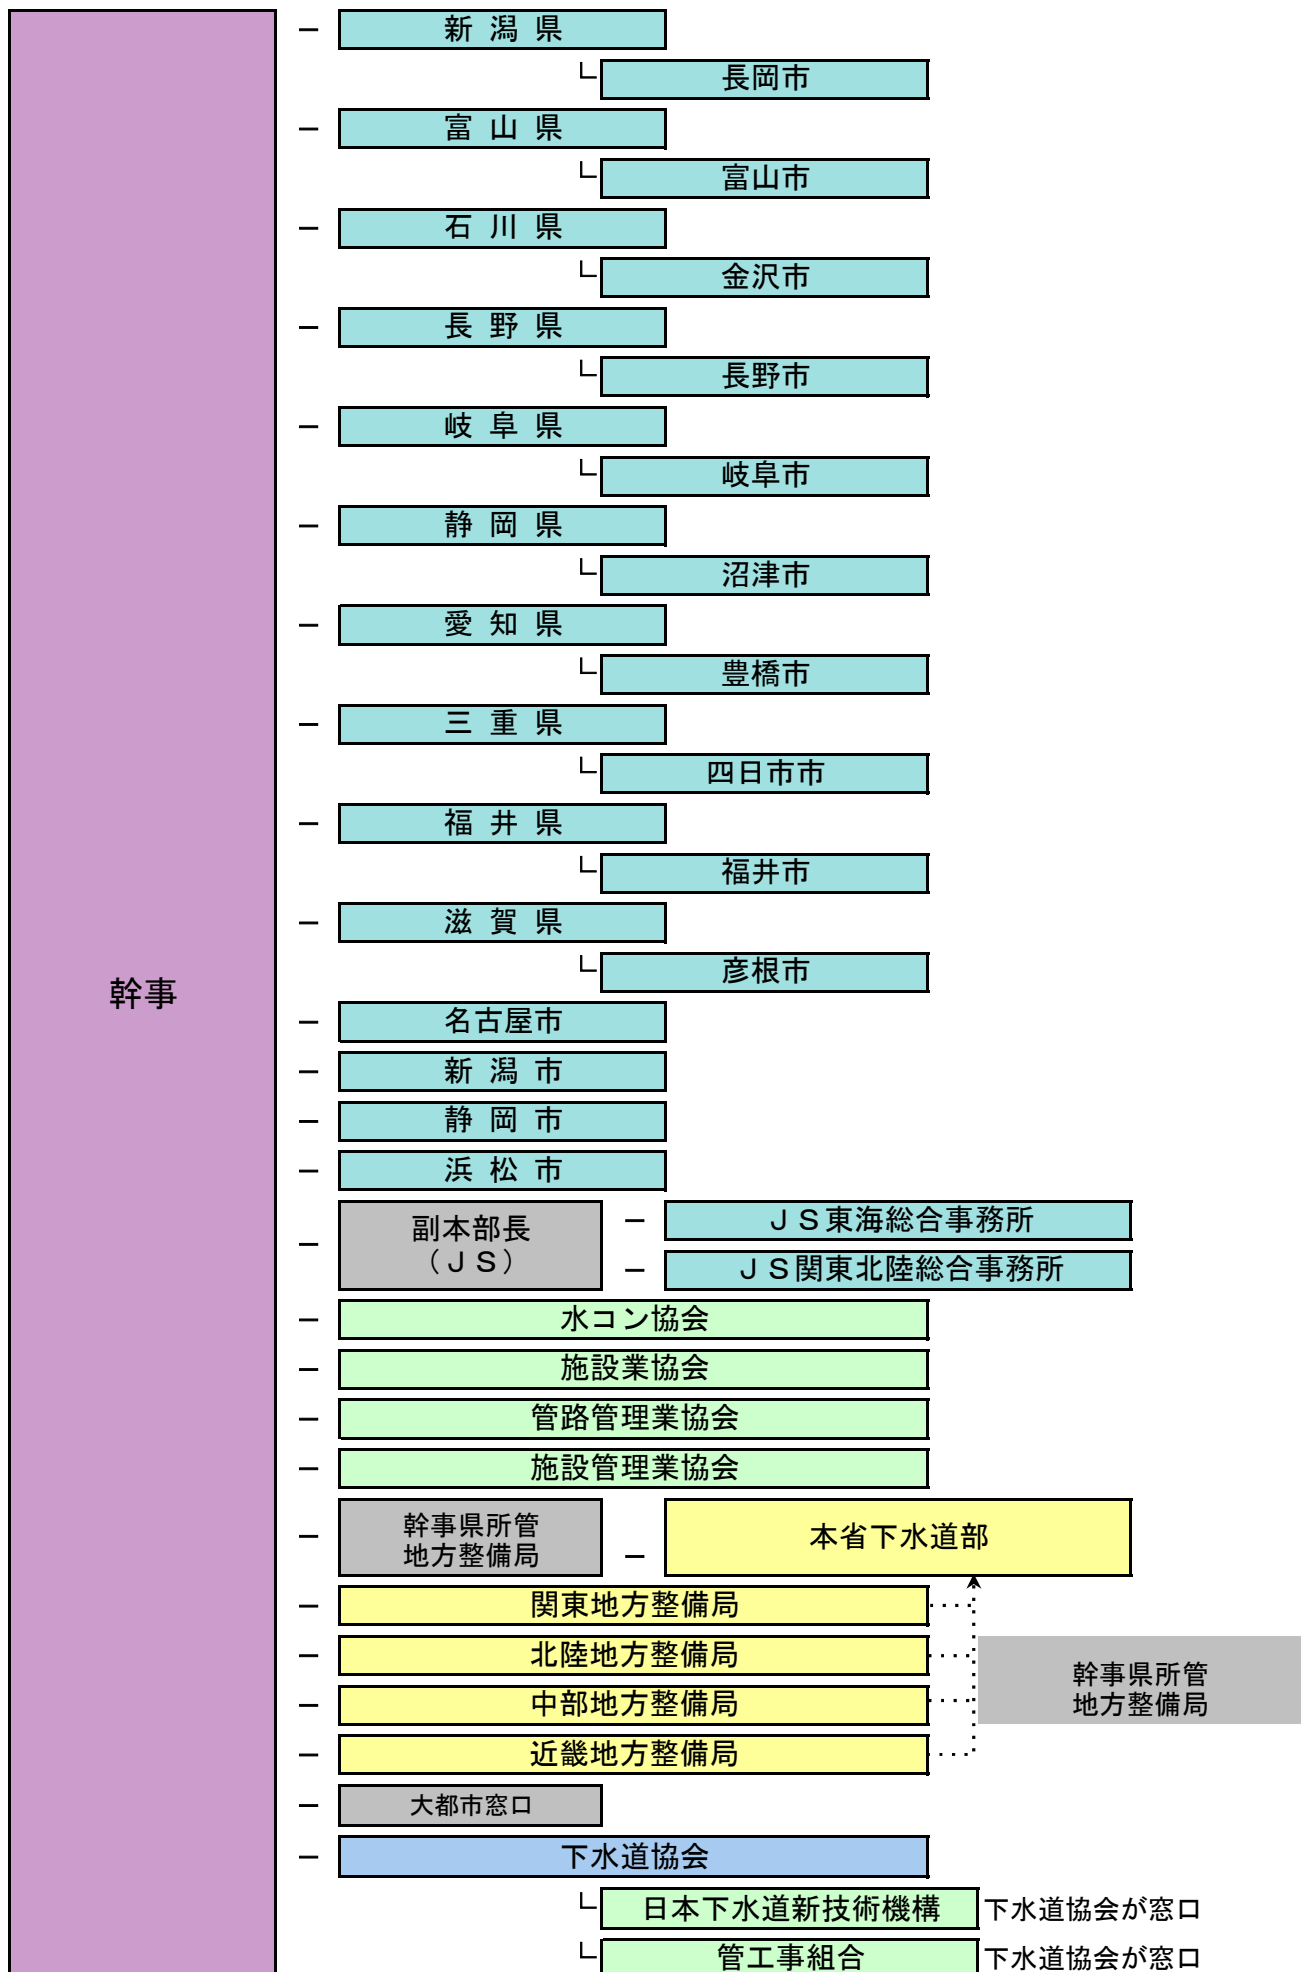 新 潟 県
長岡市
富 山 県
富山市
石 川 県
金沢市
長 野 県
長野市
岐 阜 県
岐阜市
静 岡 県
沼津市
愛 知 県
豊橋市
三 重 県
四日市市
福 井 県
福井市
滋 賀 県
彦根市
幹事
名古屋市
新 潟 市
静 岡 市
浜 松 市
副本部長
（ＪＳ）
ＪＳ東海総合事務所
ＪＳ関東北陸総合事務所
水コン協会
施設業協会
管路管理業協会
施設管理業協会
幹事県所管
地方整備局
本省下水道部
関東地方整備局
北陸地方整備局
中部地方整備局
近畿地方整備局
幹事県所管
地方整備局
大都市窓口
下水道協会
日本下水道新技術機構 下水道協会が窓口
管工事組合 下水道協会が窓口